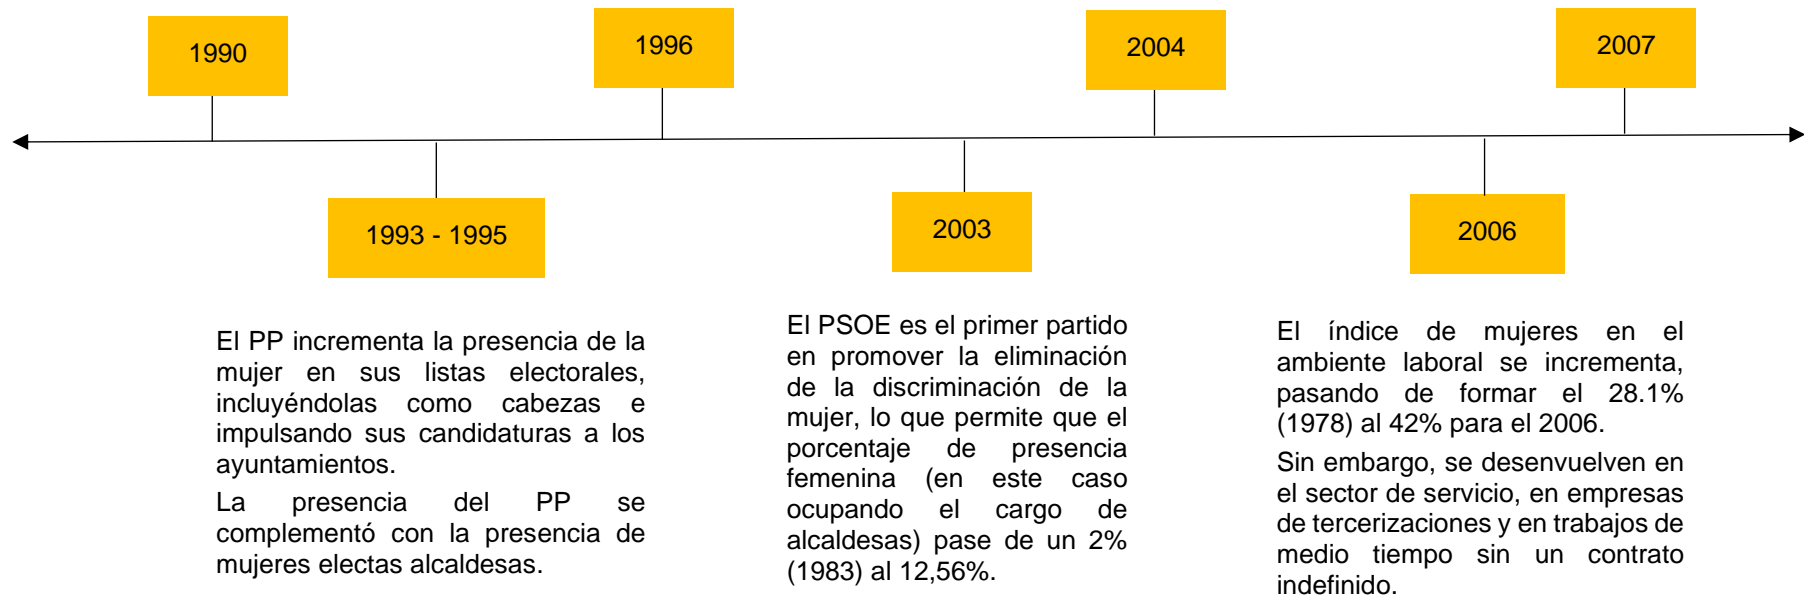 1990
1996
2004
2007
1993 - 1995
2003
2006
El PP incrementa la presencia de la
mujer en sus listas electorales,
incluyéndolas como cabezas e
impulsando sus candidaturas a los
ayuntamientos.
La presencia del PP se
complementó con la presencia de
mujeres electas alcaldesas.
El PSOE es el primer partido
en promover la eliminación
de la discriminación de la
mujer, lo que permite que el
porcentaje de presencia
femenina (en este caso
ocupando el cargo de
alcaldesas) pase de un 2%
(1983) al 12,56%.
El índice de mujeres en el
ambiente laboral se incrementa,
pasando de formar el 28.1%
(1978) al 42% para el 2006.
Sin embargo, se desenvuelven en
el sector de servicio, en empresas
de tercerizaciones y en trabajos de
medio tiempo sin un contrato
indefinido.